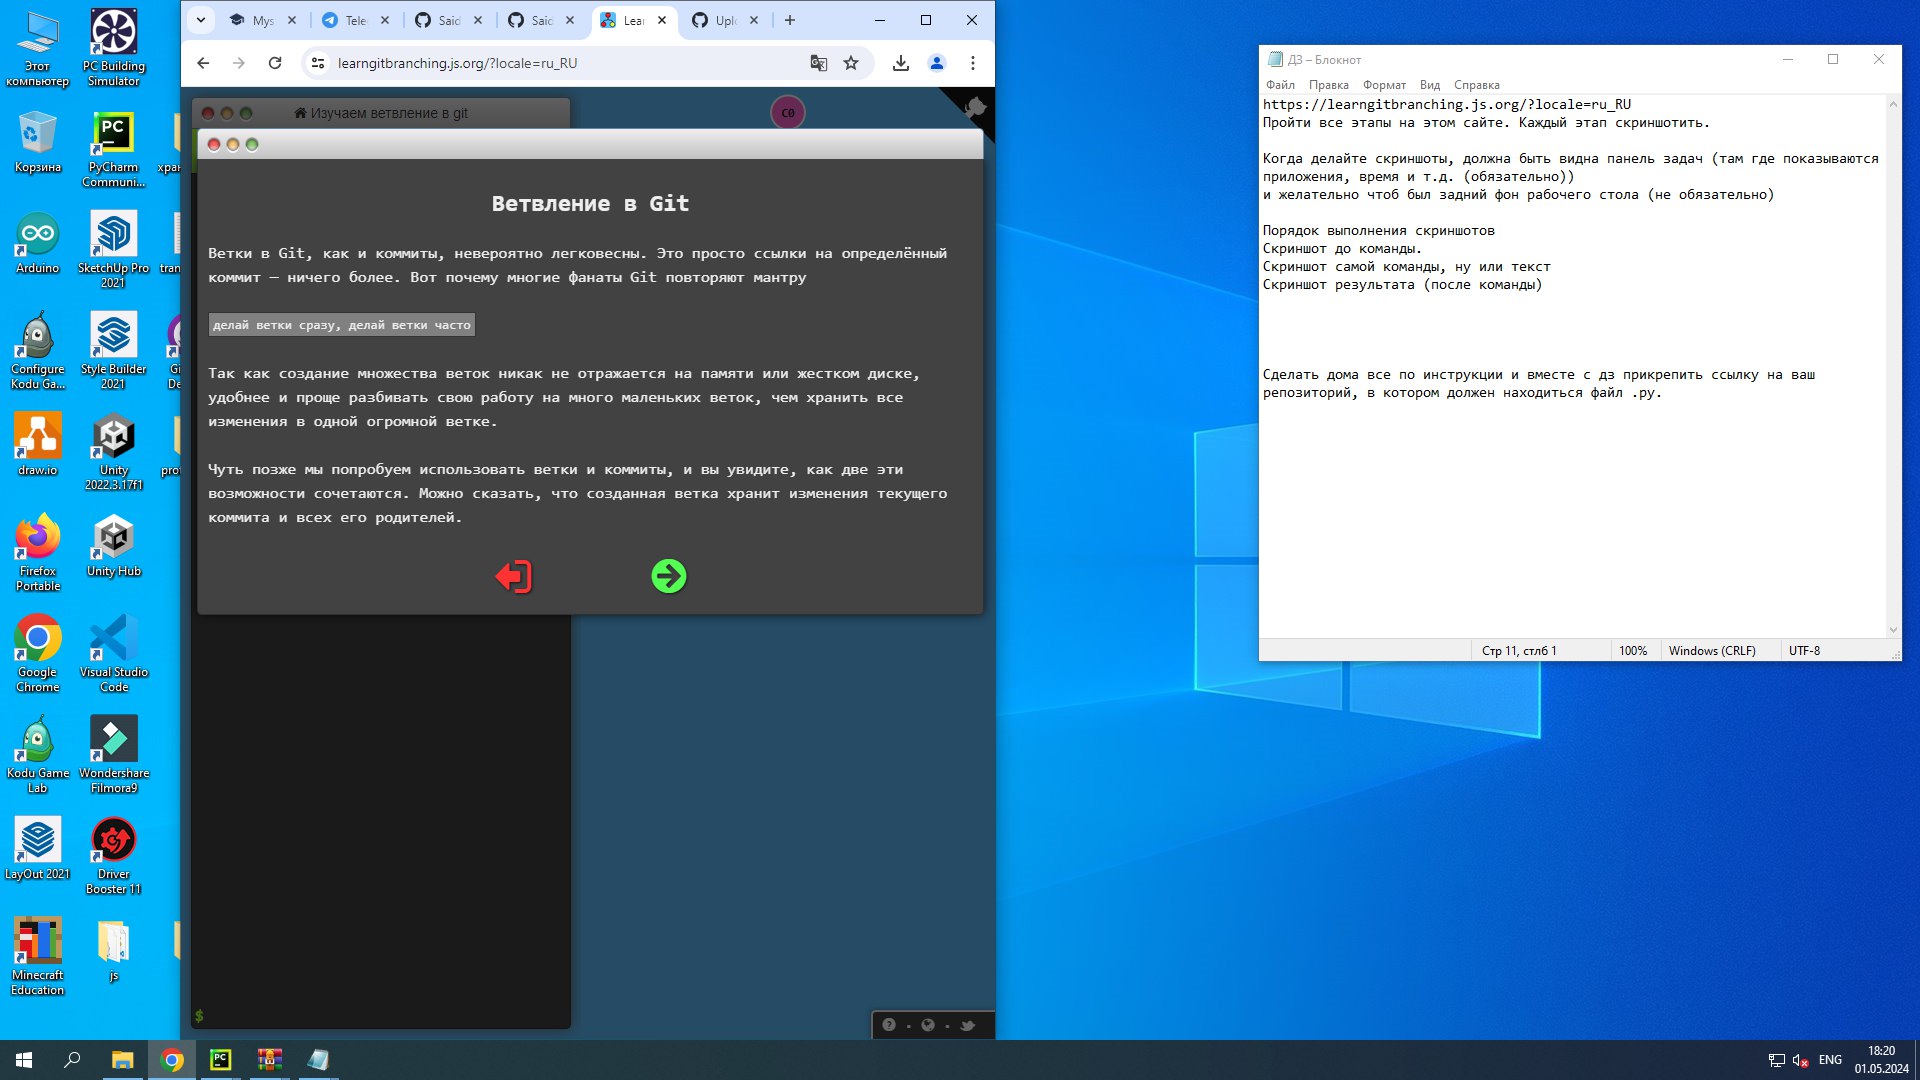 Этот компьютер
PC Building Simulator
Корзина
PyCharm Communi...
хран
Arduino
SketchUp Pro 2021
tran
Configure Kodu Ga...
Style Builder 2021
Gi
De
draw.io
Unity 2022.3.17f1
prot
Firefox Portable
Unity Hub
Google Chrome
Visual Studio Code
Kodu Game Lab
Wondershare Filmora9
LayOut 2021
Driver Booster 11
Minecraft Education
js
Mys
Tele
Said
Said
Lear
Uplo
learngitbranching.js.org/?locale=ru_RU
Изучаем ветвление в git
C0
Ветвление в Git
Ветки в Git, как и коммиты, невероятно легковесны. Это просто ссылки на определённый
коммит — ничего более. Вот почему многие фанаты Git повторяют мантру
делай ветки сразу, делай ветки часто
Так как создание множества веток никак не отражается на памяти или жестком диске,
удобнее и проще разбивать свою работу на много маленьких веток, чем хранить все
изменения в одной огромной ветке.
Чуть позже мы попробуем использовать ветки и коммиты, и вы увидите, как две эти
возможности сочетаются. Можно сказать, что созданная ветка хранит изменения текущего
коммита и всех его родителей.
$
ДЗ – Блокнот
Файл Правка Формат Вид Справка
https://learngitbranching.js.org/?locale=ru_RU
Пройти все этапы на этом сайте. Каждый этап скриншотить.
Когда делайте скриншоты, должна быть видна панель задач (там где показываются
приложения, время и т.д. (обязательно))
и желательно чтоб был задний фон рабочего стола (не обязательно)
Порядок выполнения скриншотов
Скриншот до команды.
Скриншот самой команды, ну или текст
Скриншот результата (после команды)
Сделать дома все по инструкции и вместе с дз прикрепить ссылку на ваш
репозиторий, в котором должен находиться файл .py.
Стр 11, стлб 1 100% Windows (CRLF) UTF-8
ENG
18:20
01.05.2024